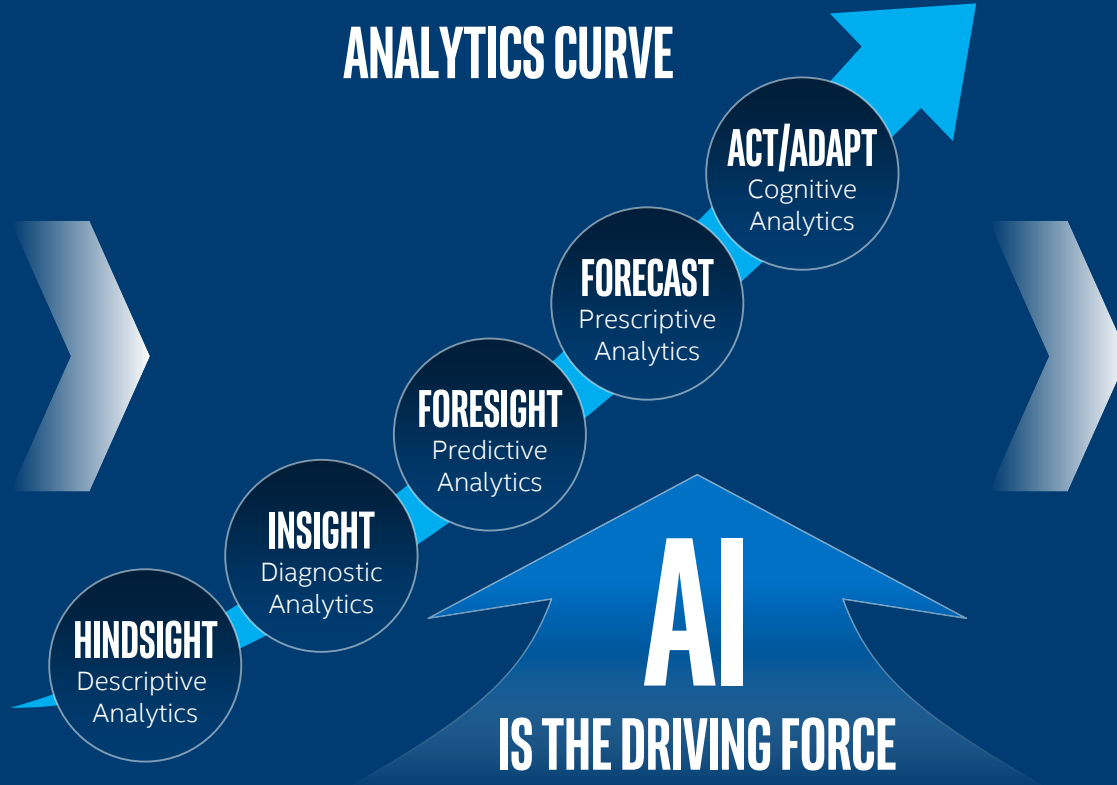 ANALYTICS CURVE
ACT/ADAPT
Cognitive
Analytics
FORECAST
Prescriptive
Analytics
FORESIGHT
Predictive
Analytics
INSIGHT
Diagnostic
Analytics
HINDSIGHT
Descriptive
Analytics
AI
IS THE DRIVING FORCE